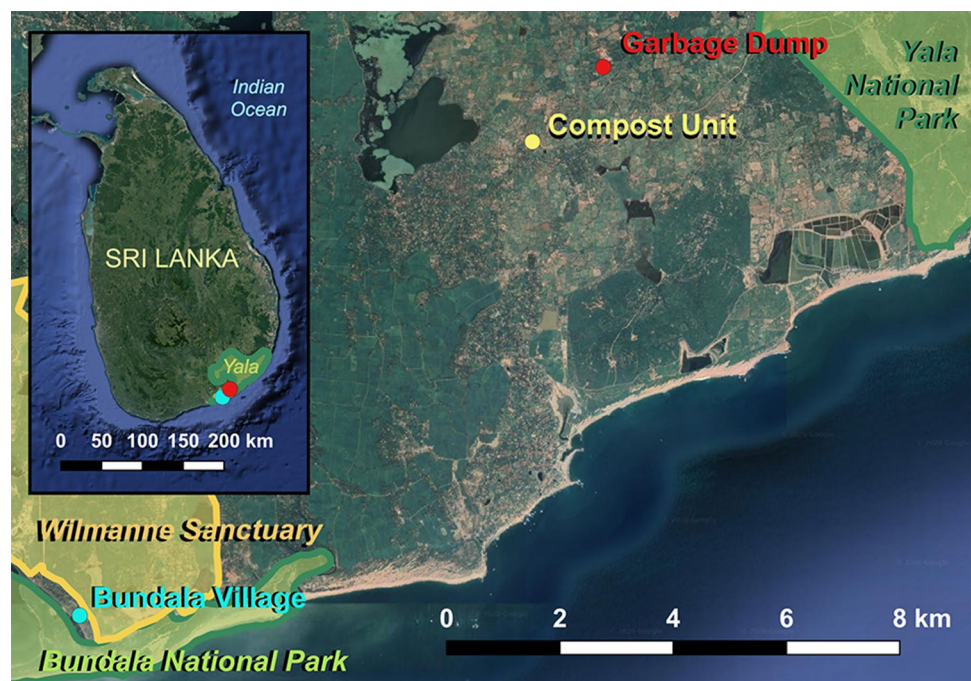 Garbage Dump
Yala
National
Park
Indian
Ocean
Compost Unit
SRI LANKA
Yala
0 50 100 150 200 km
Wilmanne Sanctuary
Bundala Village
0 2 4 6 8 km
Bundala National Park